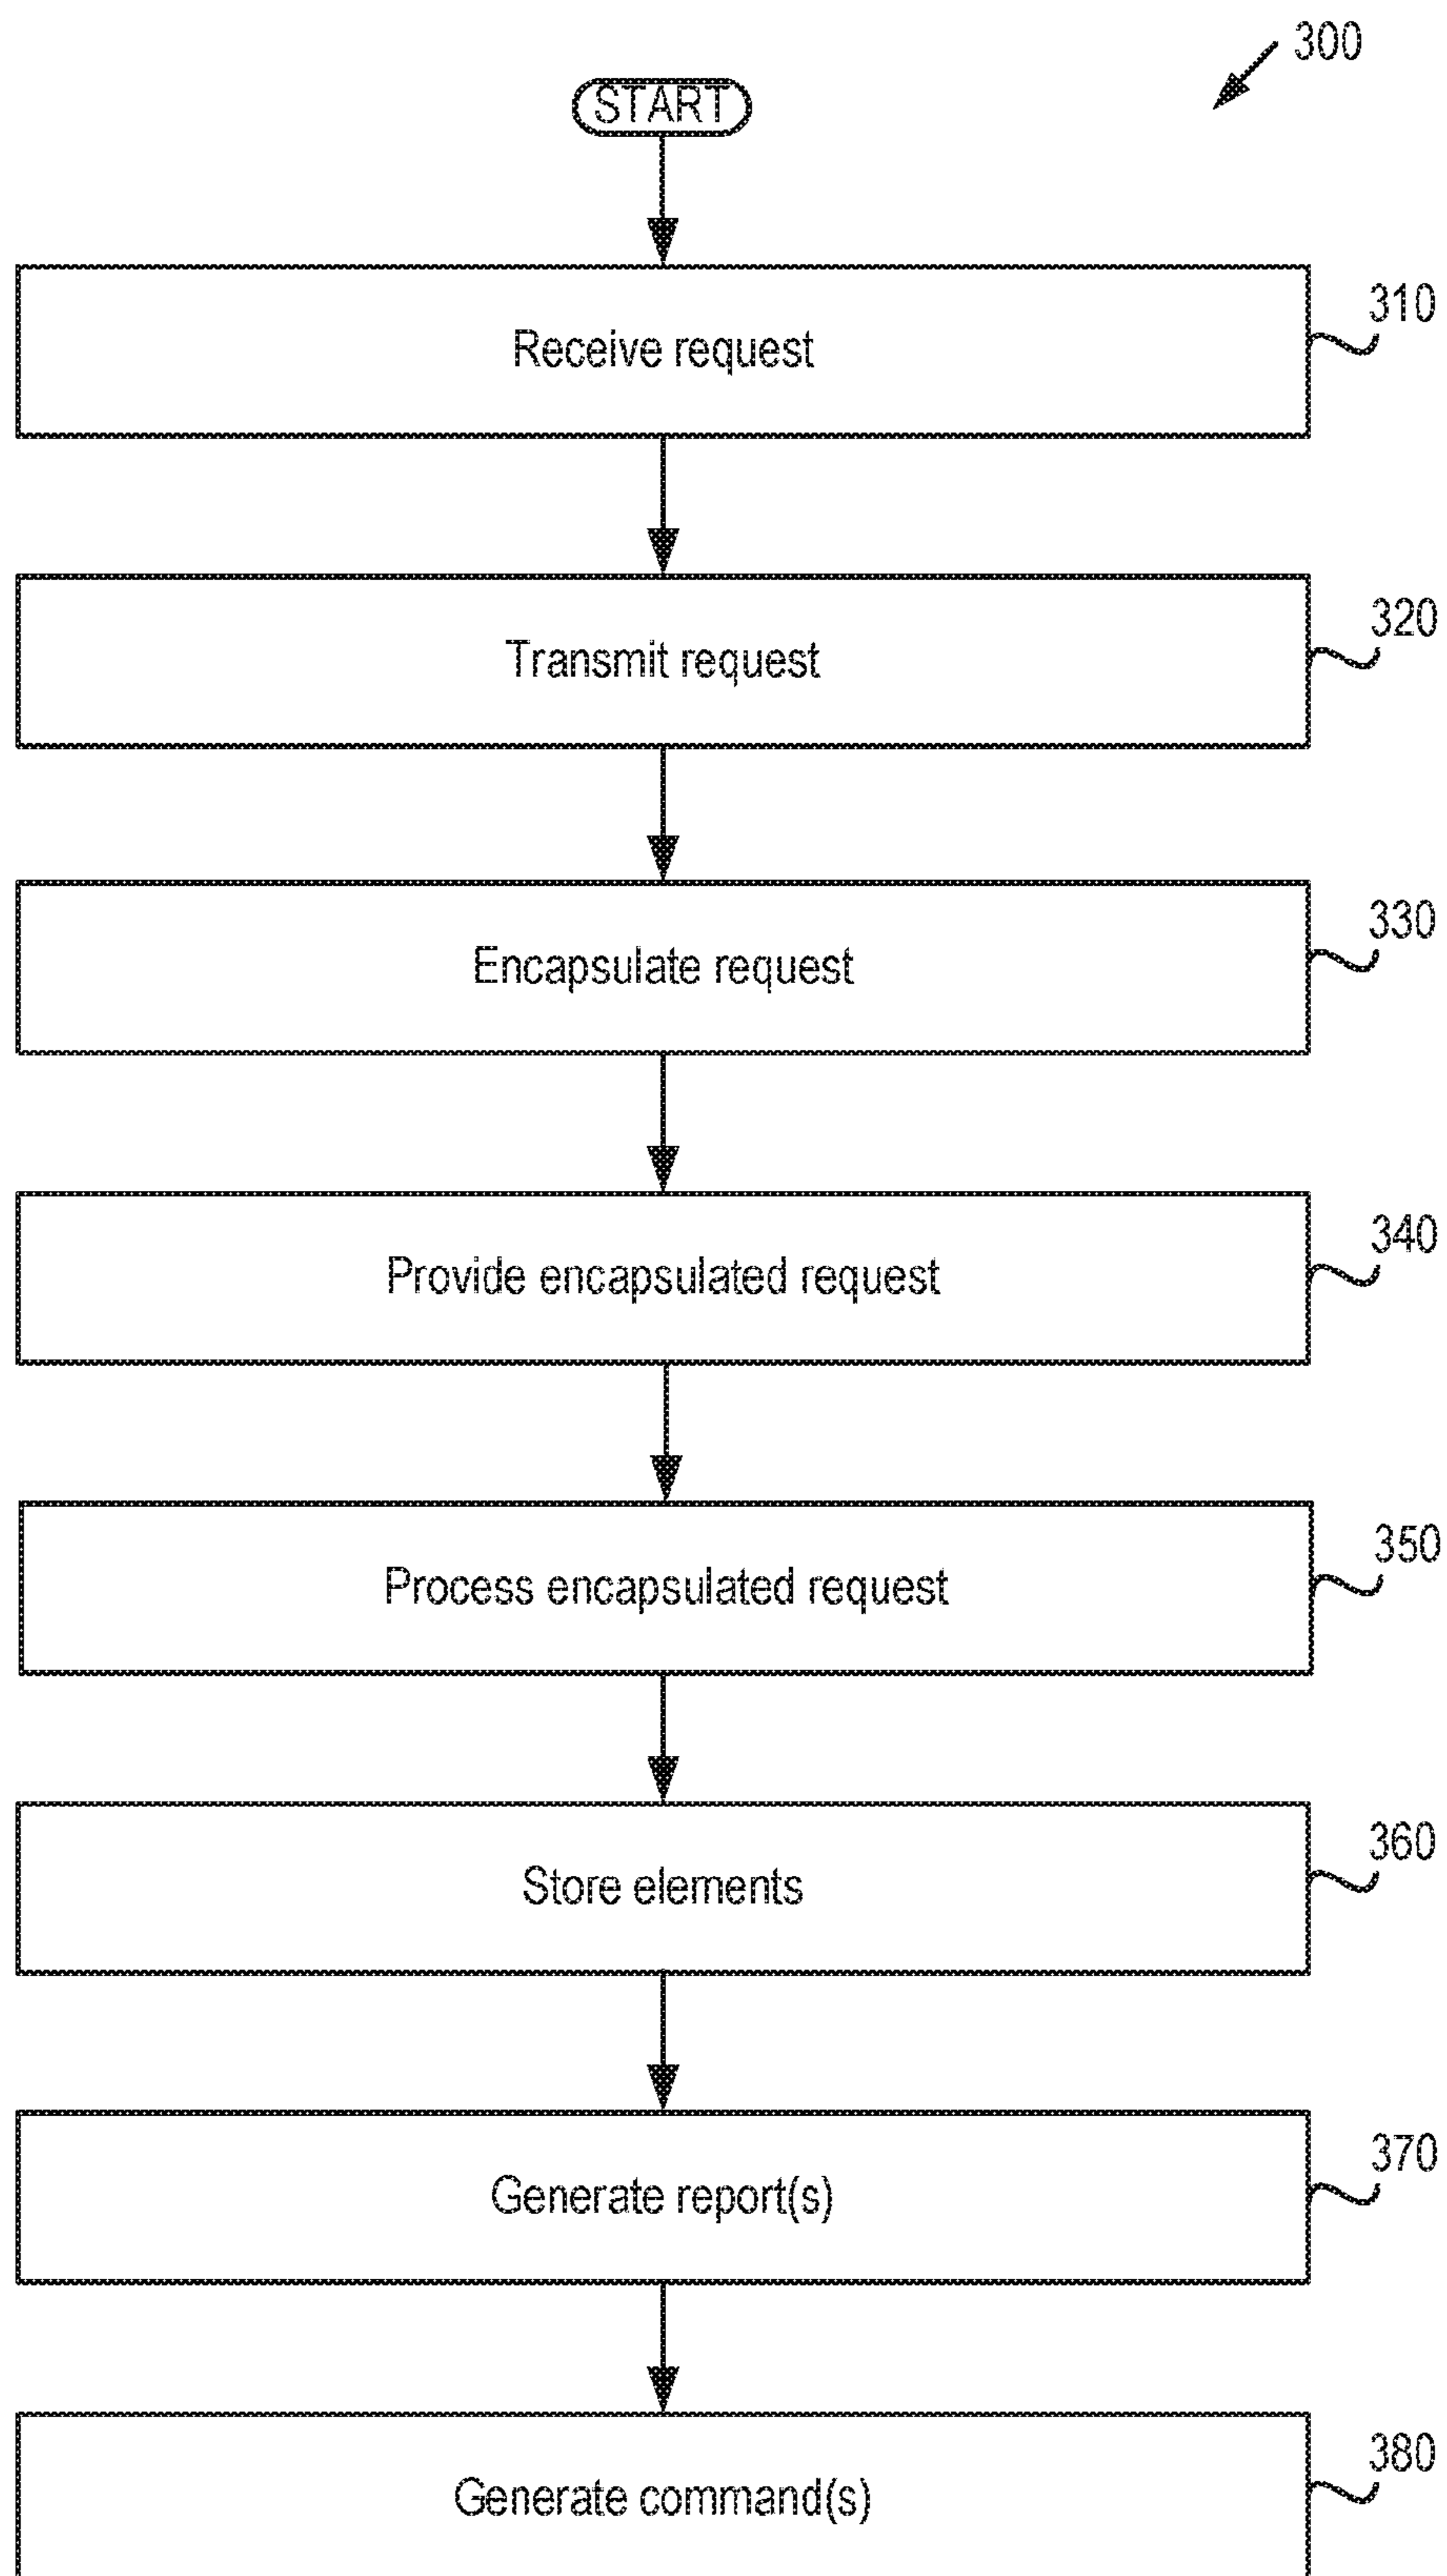 300
START
310
Receive request
320
Transmit request
330
Encapsulate request
340
Provide encapsulated request
350
Process encapsulated request
360
Store elements
370
Generate report(s)
380
Generate command(s)